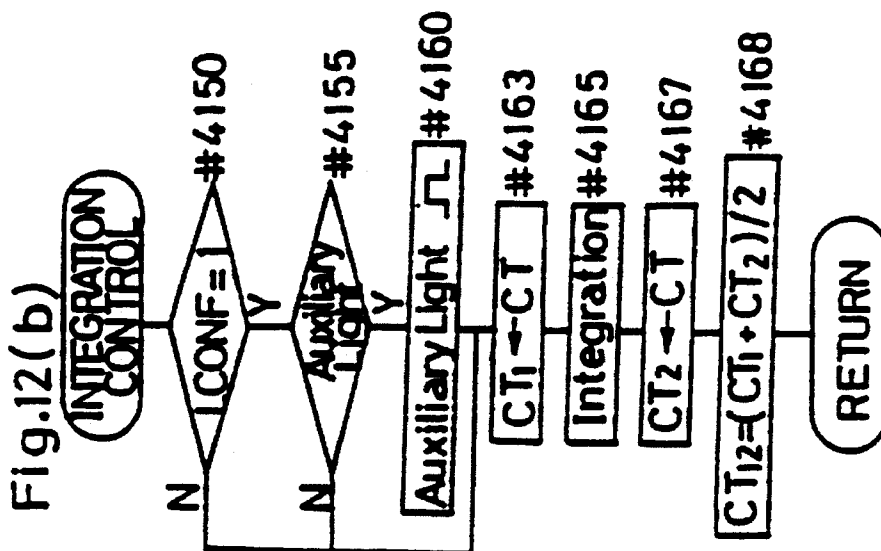 Fig.12(b)
INTEGRATION
CONTROL
LCONF=1
#4150
N
Y
Auxiliary
Light
#4155
N
Y
Auxiliary Light
#4160
CT₁←CT
#4163
Integration
#4165
CT₂←CT
#4167
CT₁₂=(CT₁+CT₂)/2
#4168
RETURN